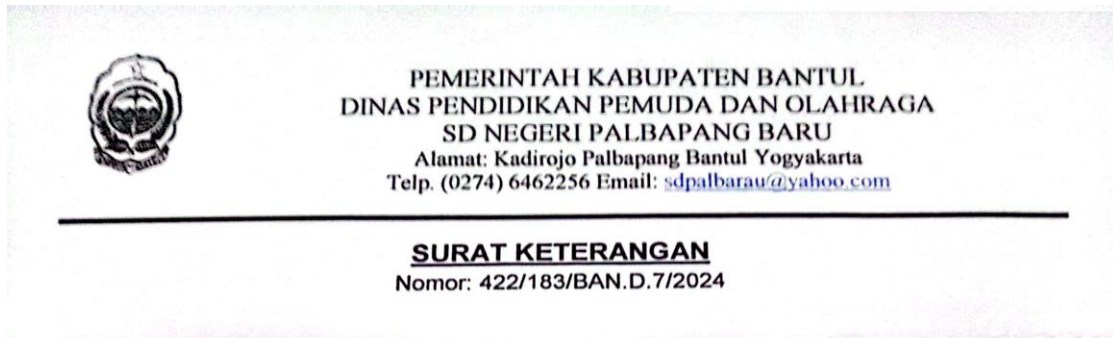 PEMERINTAH KABUPATEN BANTUL
DINAS PENDIDIKAN PEMUDA DAN OLAHRAGA
SD NEGERI PALBAPANG BARU
Alamat: Kadirojo Palbapang Bantul Yogyakarta
Telp. (0274) 6462256 Email: sdpalbarau@yahoo.com
SURAT KETERANGAN
Nomor: 422/183/BAN.D.7/2024